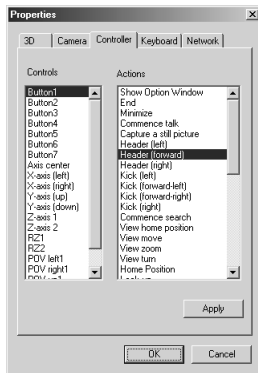 Properties
3D Camera Controller Keyboard Network
Controls
Button1
Button2
Button3
Button4
Button5
Button6
Button7
Axis center
X-axis (left)
X-axis (right)
Y-axis (up)
Y-axis (down)
Z-axis 1
Z-axis 2
RZ1
RZ2
POV left1
POV right1
POV up1
Actions
Show Option Window
End
Minimize
Commence talk
Capture a still picture
Header (left)
Header (forward)
Header (right)
Kick (left)
Kick (forward-left)
Kick (forward-right)
Kick (right)
Commence search
View home position
View move
View zoom
View turn
Home Position
Look up
Apply
OK Cancel